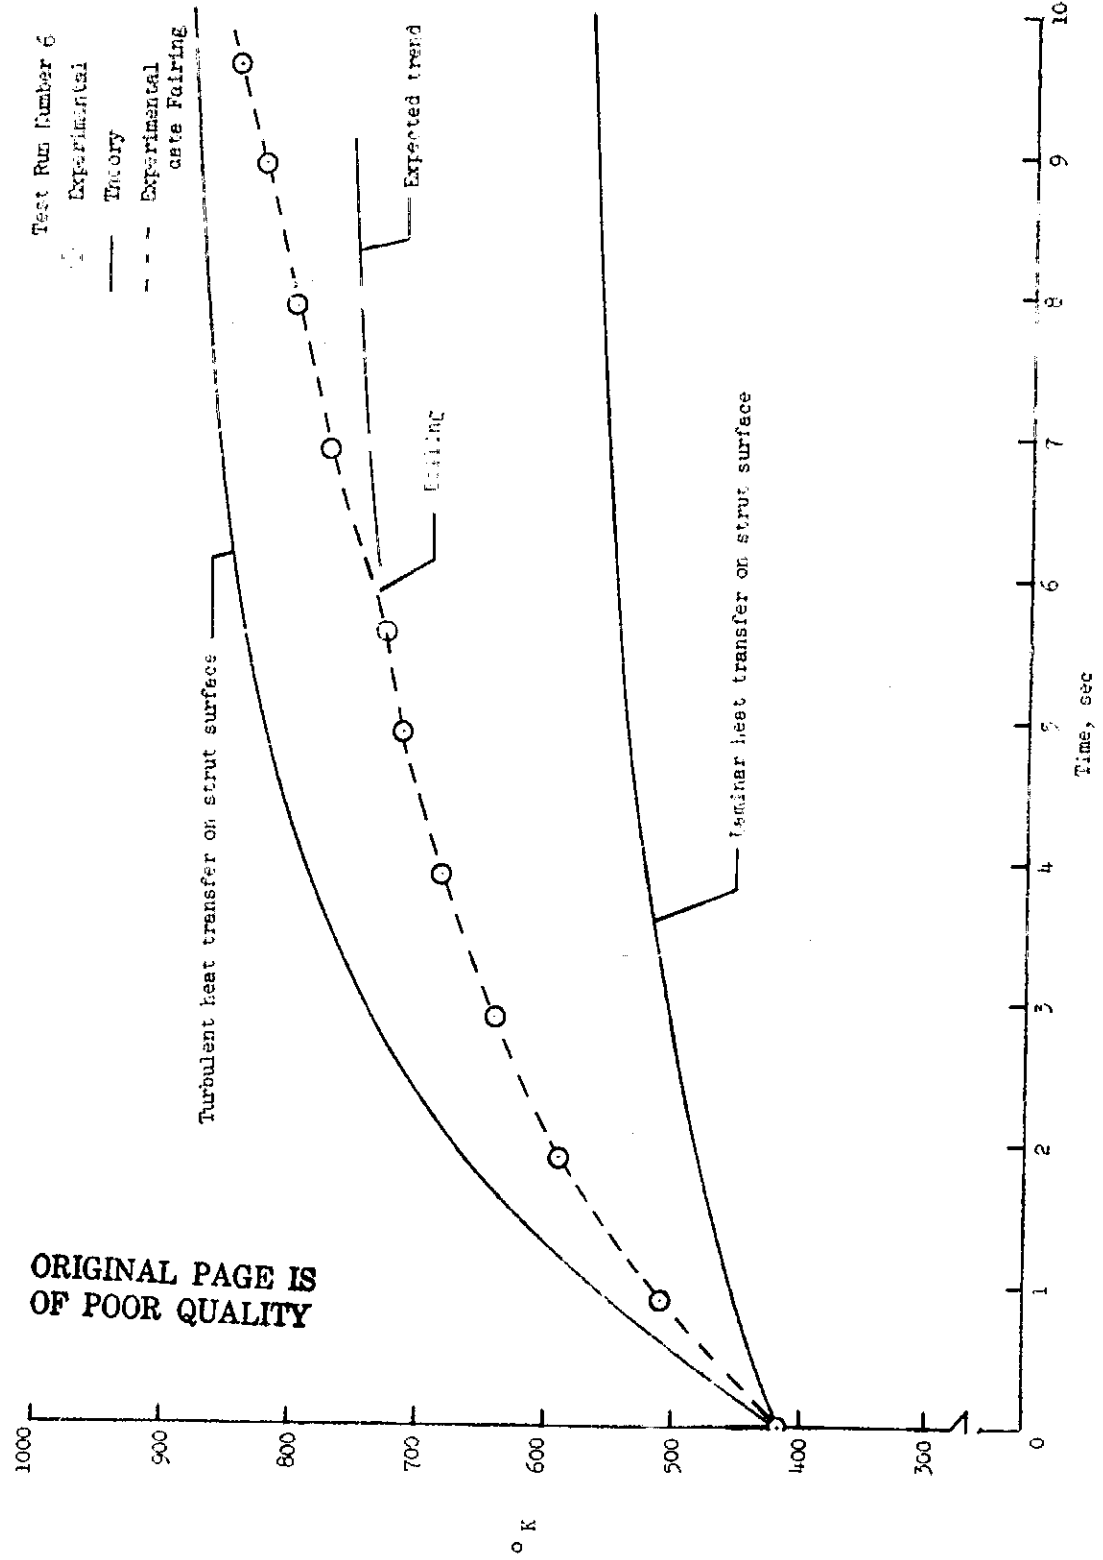 Test Run Number 6
Experimental
Theory
Experimental
date Fairing
Turbulent heat transfer on strut surface
Expected trend
Laminar heat transfer on strut surface
ORIGINAL PAGE IS
OF POOR QUALITY
1000
900
800
700
600
500
400
300
° K
0
1
2
3
4
5
6
7
8
9
10
Time, sec